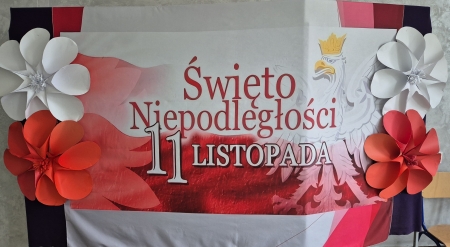 Święto
Niepodległości
11 LISTOPADA